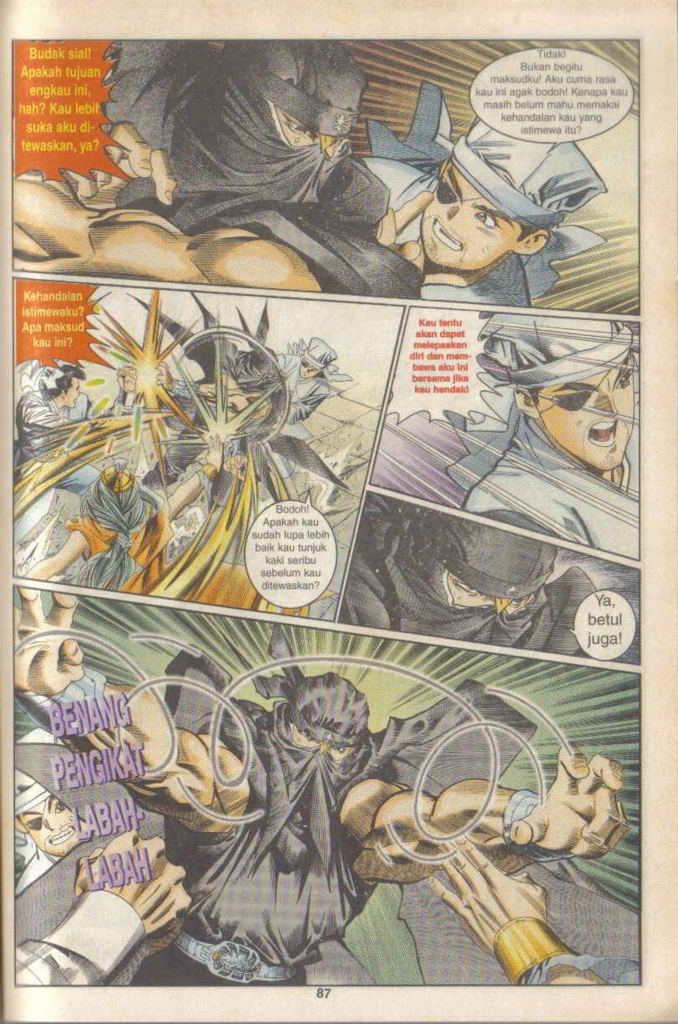 Budak sial!
Apakah tujuan
engkau ini,
hah? Kau lebih
suka aku di-
tewaskan, ya?
Tidak!
Bukan begitu
maksudku! Aku cuma rasa
kau ini agak bodoh! Kenapa kau
masih belum mahu memakai
kehandalan kau yang
istimewa itu?
Kehandalan
istimewaku?
Apa maksud
kau ini?
Bodoh!
Apakah kau
sudah lupa lebih
baik kau tunjuk
kaki seribu
sebelum kau
ditewaskan?
Kau tentu
akan dapat
melepaskan
diri dan mem-
bawa aku ini
bersama jika
kau hendak!
Ya,
betul
juga!
BENANG
PENGIKAT
LABAH-
LABAH
87